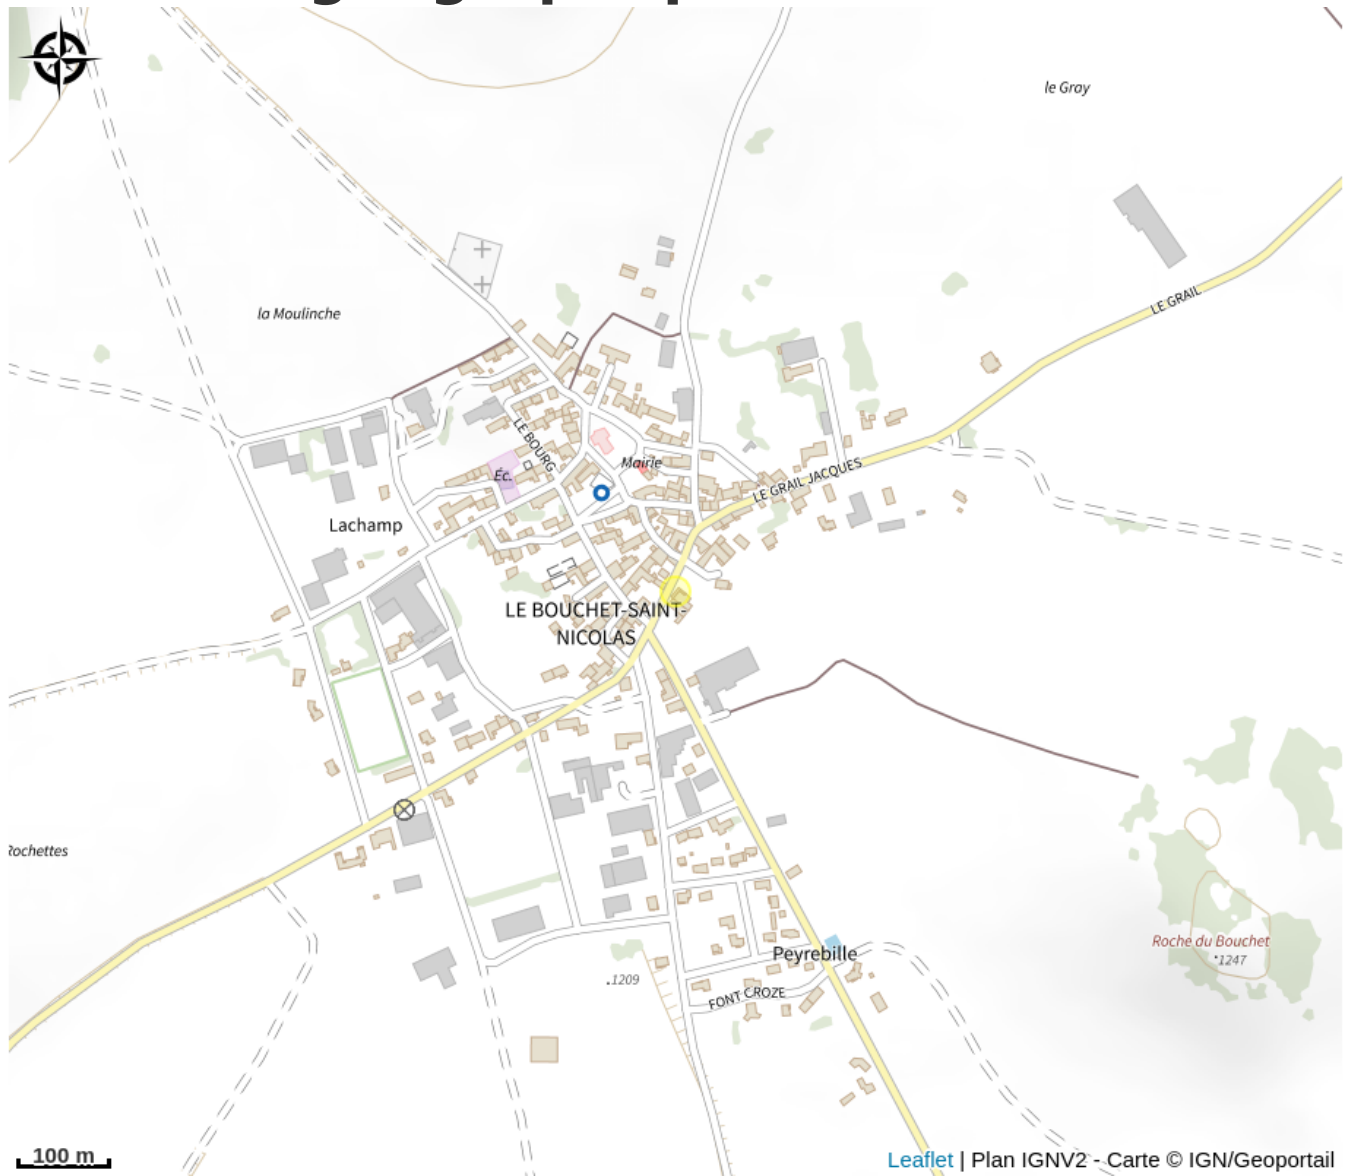 le Gray
LE GRAIL
la Moulinche
LE BOURG
Mairie
Éc.
LE GRAIL JACQUES
Lachamp
LE BOUCHET-SAINT-
NICOLAS
Rochettes
Roche du Bouchet
1247
Peyrebille
1209
FONT CROZE
100 m
Leaflet | Plan IGNV2 - Carte © IGN/Geoportail